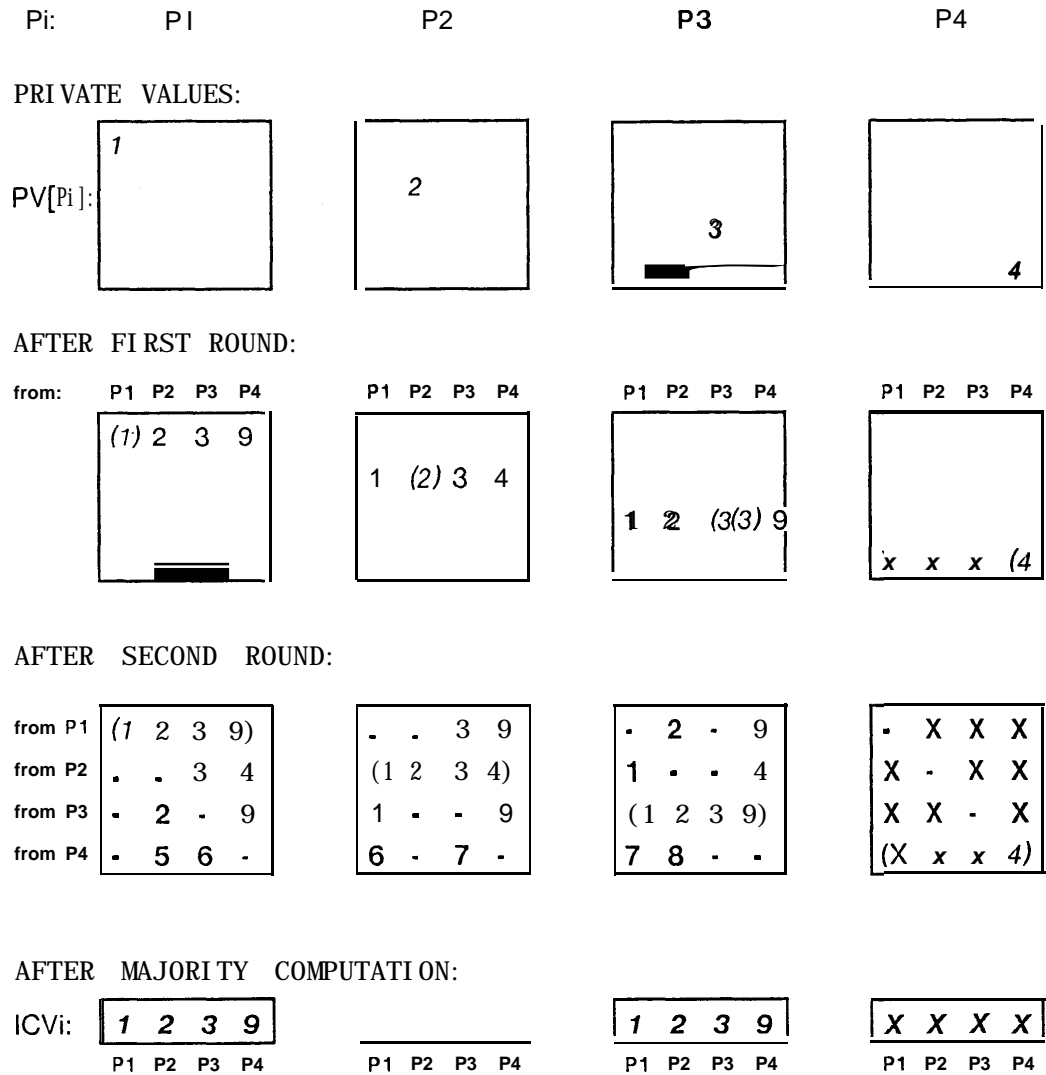 Pi: P1 P2 P3 P4
PRIVATE VALUES:
PV[Pi]: 1 2 3 4
AFTER FIRST ROUND:
from: P1 P2 P3 P4 P1 P2 P3 P4 P1 P2 P3 P4 P1 P2 P3 P4
(1) 2 3 9
1 (2) 3 4
1 2 (3(3) 9
x x x (4
AFTER SECOND ROUND:
from P1 (1 2 3 9) - - 3 9 - 2 - 9 - X X X
from P2 - - 3 4 (1 2 3 4) 1 - - 4 X - X X
from P3 - 2 - 9 1 - - 9 (1 2 3 9) X X - X
from P4 - 5 6 - 6 - 7 - 7 8 - - (X x x 4)
AFTER MAJORITY COMPUTATION:
ICVi: 1 2 3 9 1 2 3 9 X X X X
P1 P2 P3 P4 P1 P2 P3 P4 P1 P2 P3 P4 P1 P2 P3 P4